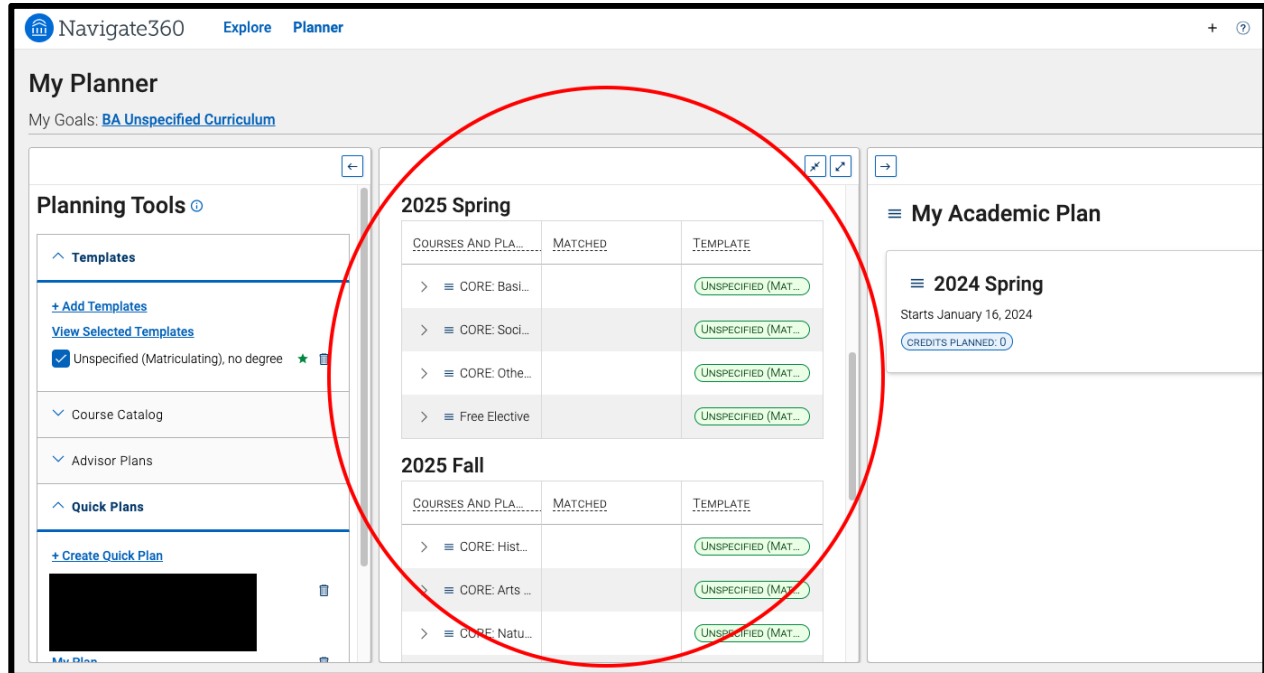 Navigate360 Explore Planner +
My Planner
My Goals: BA Unspecified Curriculum
Planning Tools
Templates
+ Add Templates
View Selected Templates
Unspecified (Matriculating), no degree
Course Catalog
Advisor Plans
Quick Plans
+ Create Quick Plan
My Plan
2025 Spring
COURSES AND PLA... MATCHED TEMPLATE
CORE: Basi... UNSPECIFIED (MAT...
CORE: Soci... UNSPECIFIED (MAT...
CORE: Othe... UNSPECIFIED (MAT...
Free Elective UNSPECIFIED (MAT...
2025 Fall
COURSES AND PLA... MATCHED TEMPLATE
CORE: Hist... UNSPECIFIED (MAT...
CORE: Arts ... UNSPECIFIED (MAT...
CORE: Natu... UNSPECIFIED (MAT...
My Academic Plan
2024 Spring
Starts January 16, 2024
CREDITS PLANNED: 0